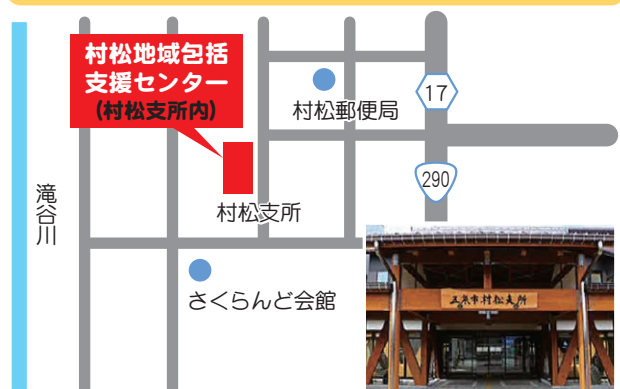 村松地域包括
支援センター
(村松支所内)
村松郵便局
17
290
滝谷川
村松支所
さくらんど会館
五泉市村松支所